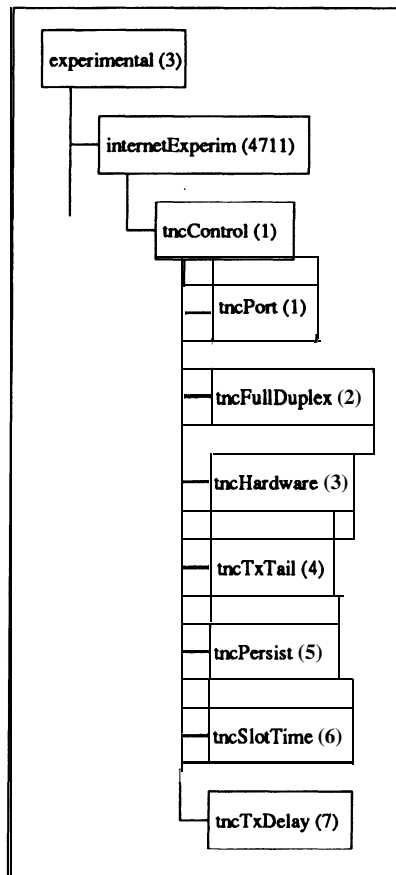 experimental (3)
internetExperim (4711)
tncControl (1)
tncPort (1)
tncFullDuplex (2)
tncHardware (3)
tncTxTail (4)
tncPersist (5)
tncSlotTime (6)
tncTxDelay (7)